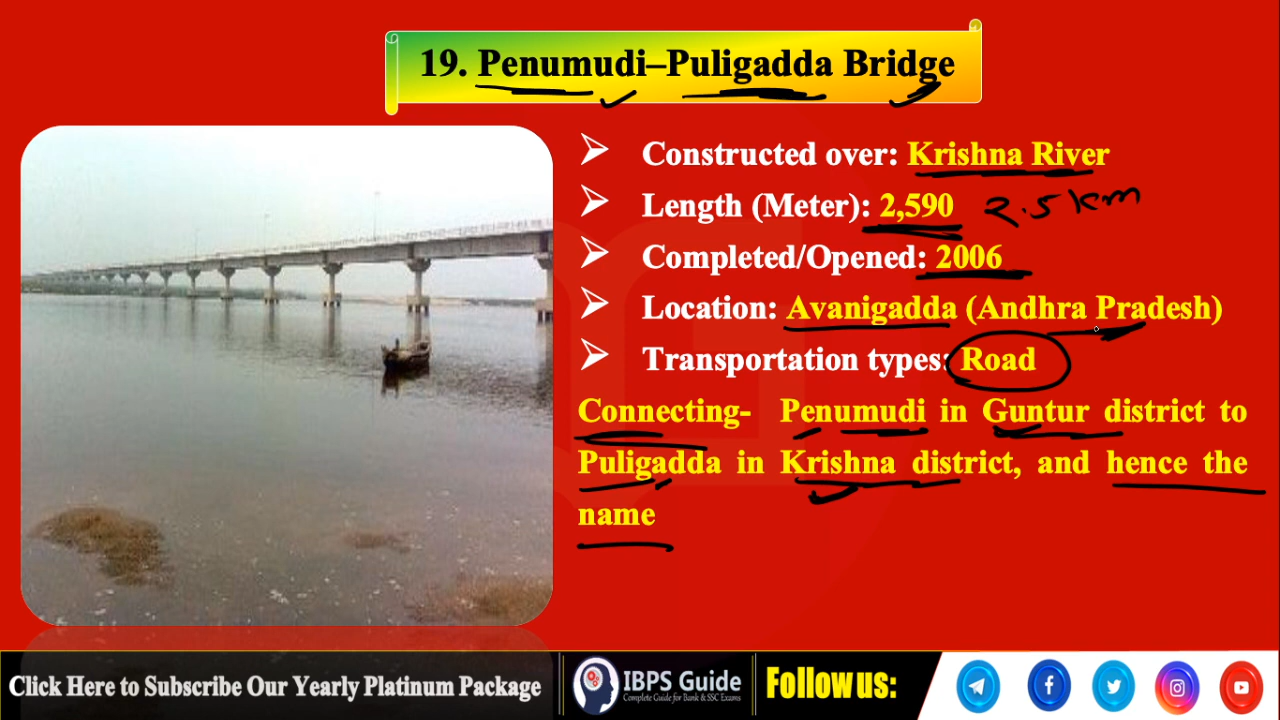 19. Penumudi–Puligadda Bridge
Constructed over: Krishna River
Length (Meter): 2,590 2.5 km
Completed/Opened: 2006
Location: Avanigadda (Andhra Pradesh)
Transportation types: Road
Connecting- Penumudi in Guntur district to
Puligadda in Krishna district, and hence the
name
Click Here to Subscribe Our Yearly Platinum Package
IBPS Guide
Complete Guide for Bank & SSC Exams
Follow us: